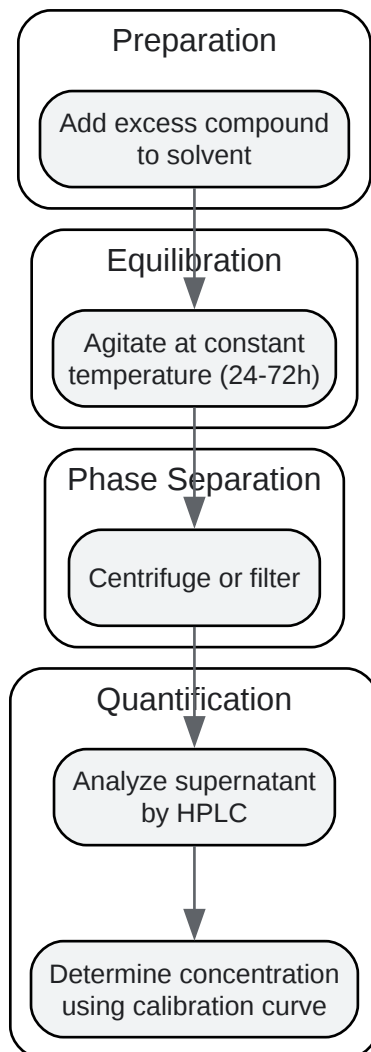 Preparation
Add excess compound
to solvent
Equilibration
Agitate at constant
temperature (24-72h)
Phase Separation
Centrifuge or filter
Quantification
Analyze supernatant
by HPLC
Determine concentration
using calibration curve